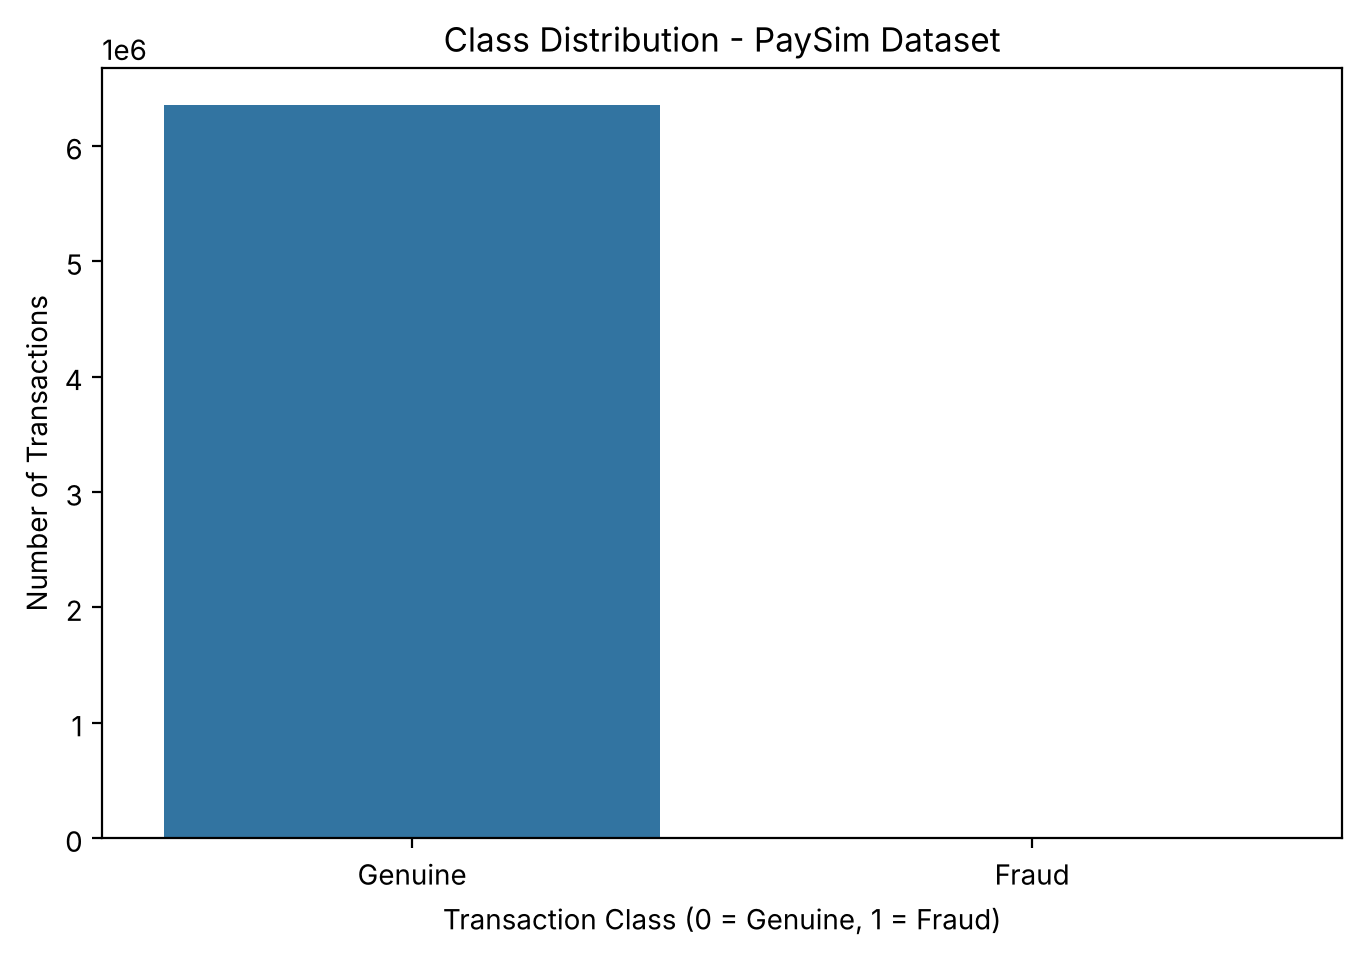 Class Distribution - PaySim Dataset
1e6
6
5
4
3
2
1
0
Number of Transactions
Genuine
Fraud
Transaction Class (0 = Genuine, 1 = Fraud)